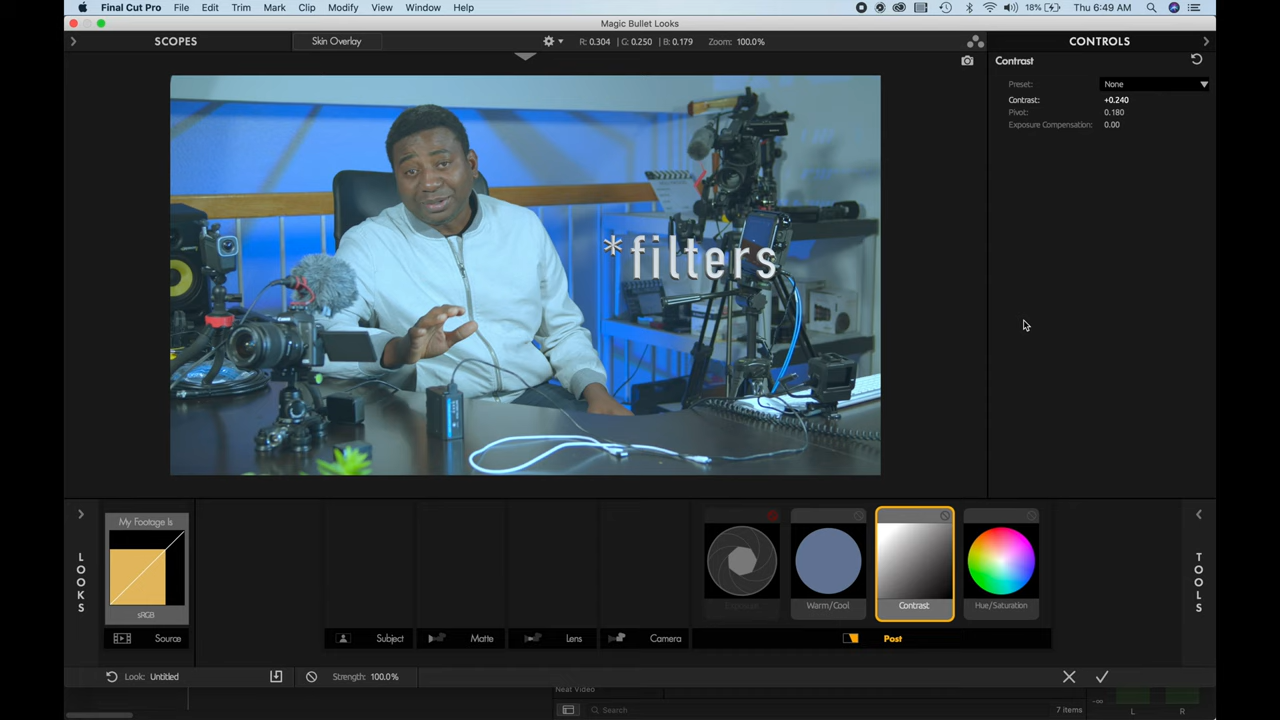 Final Cut Pro File Edit Trim Mark Clip Modify View Window Help 18% Thu 6:49 AM
Magic Bullet Looks
SCOPES Skin Overlay R: 0.304 | G: 0.250 | B: 0.179 Zoom: 100.0% CONTROLS
Contrast
Preset: None
Contrast: +0.240
Pivot: 0.180
Exposure Compensation: 0.00
*filters
My Footage Is
LOOKS
TOOLS
sRGB
Exposure Warm/Cool Contrast Hue/Saturation
Source Subject Matte Lens Camera Post
Look: Untitled Strength: 100.0%
Neat Video
Search 7 items
-∞ L R